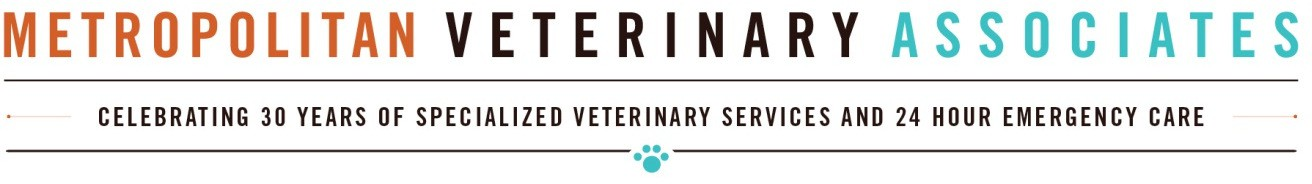 METROPOLITAN VETERINARY ASSOCIATES
CELEBRATING 30 YEARS OF SPECIALIZED VETERINARY SERVICES AND 24 HOUR EMERGENCY CARE